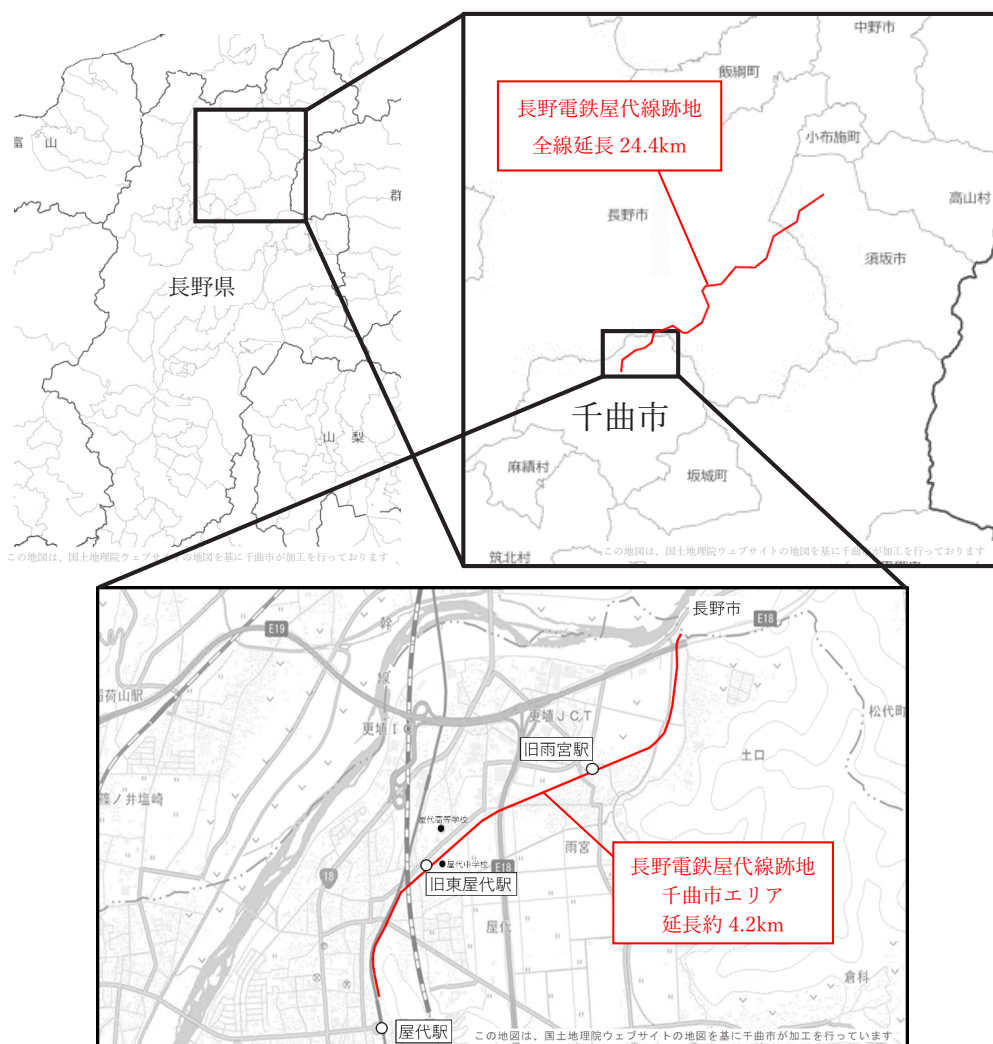 富　山
群
長野県
山　梨
この地図は、国土地理院ウェブサイトの地図を基に千曲市が加工を行っております
中野市
飯綱町
長野電鉄屋代線跡地
全線延長 24.4km
小布施町
高山村
長野市
須坂市
千曲市
麻績村
坂城町
筑北村
この地図は、国土地理院ウェブサイトの地図を基に千曲市が加工を行っております
長野市
E19
幹
E18
線
稲荷山駅
松代町
更埴ＪＣＴ
更埴ＩＣ
旧雨宮駅
土口
篠ノ井塩崎
屋代高等学校
雨宮
屋代中学校
E18
長野電鉄屋代線跡地
千曲市エリア
延長約 4.2km
18
旧東屋代駅
屋代
倉科
屋代駅
この地図は、国土地理院ウェブサイトの地図を基に千曲市が加工を行っています